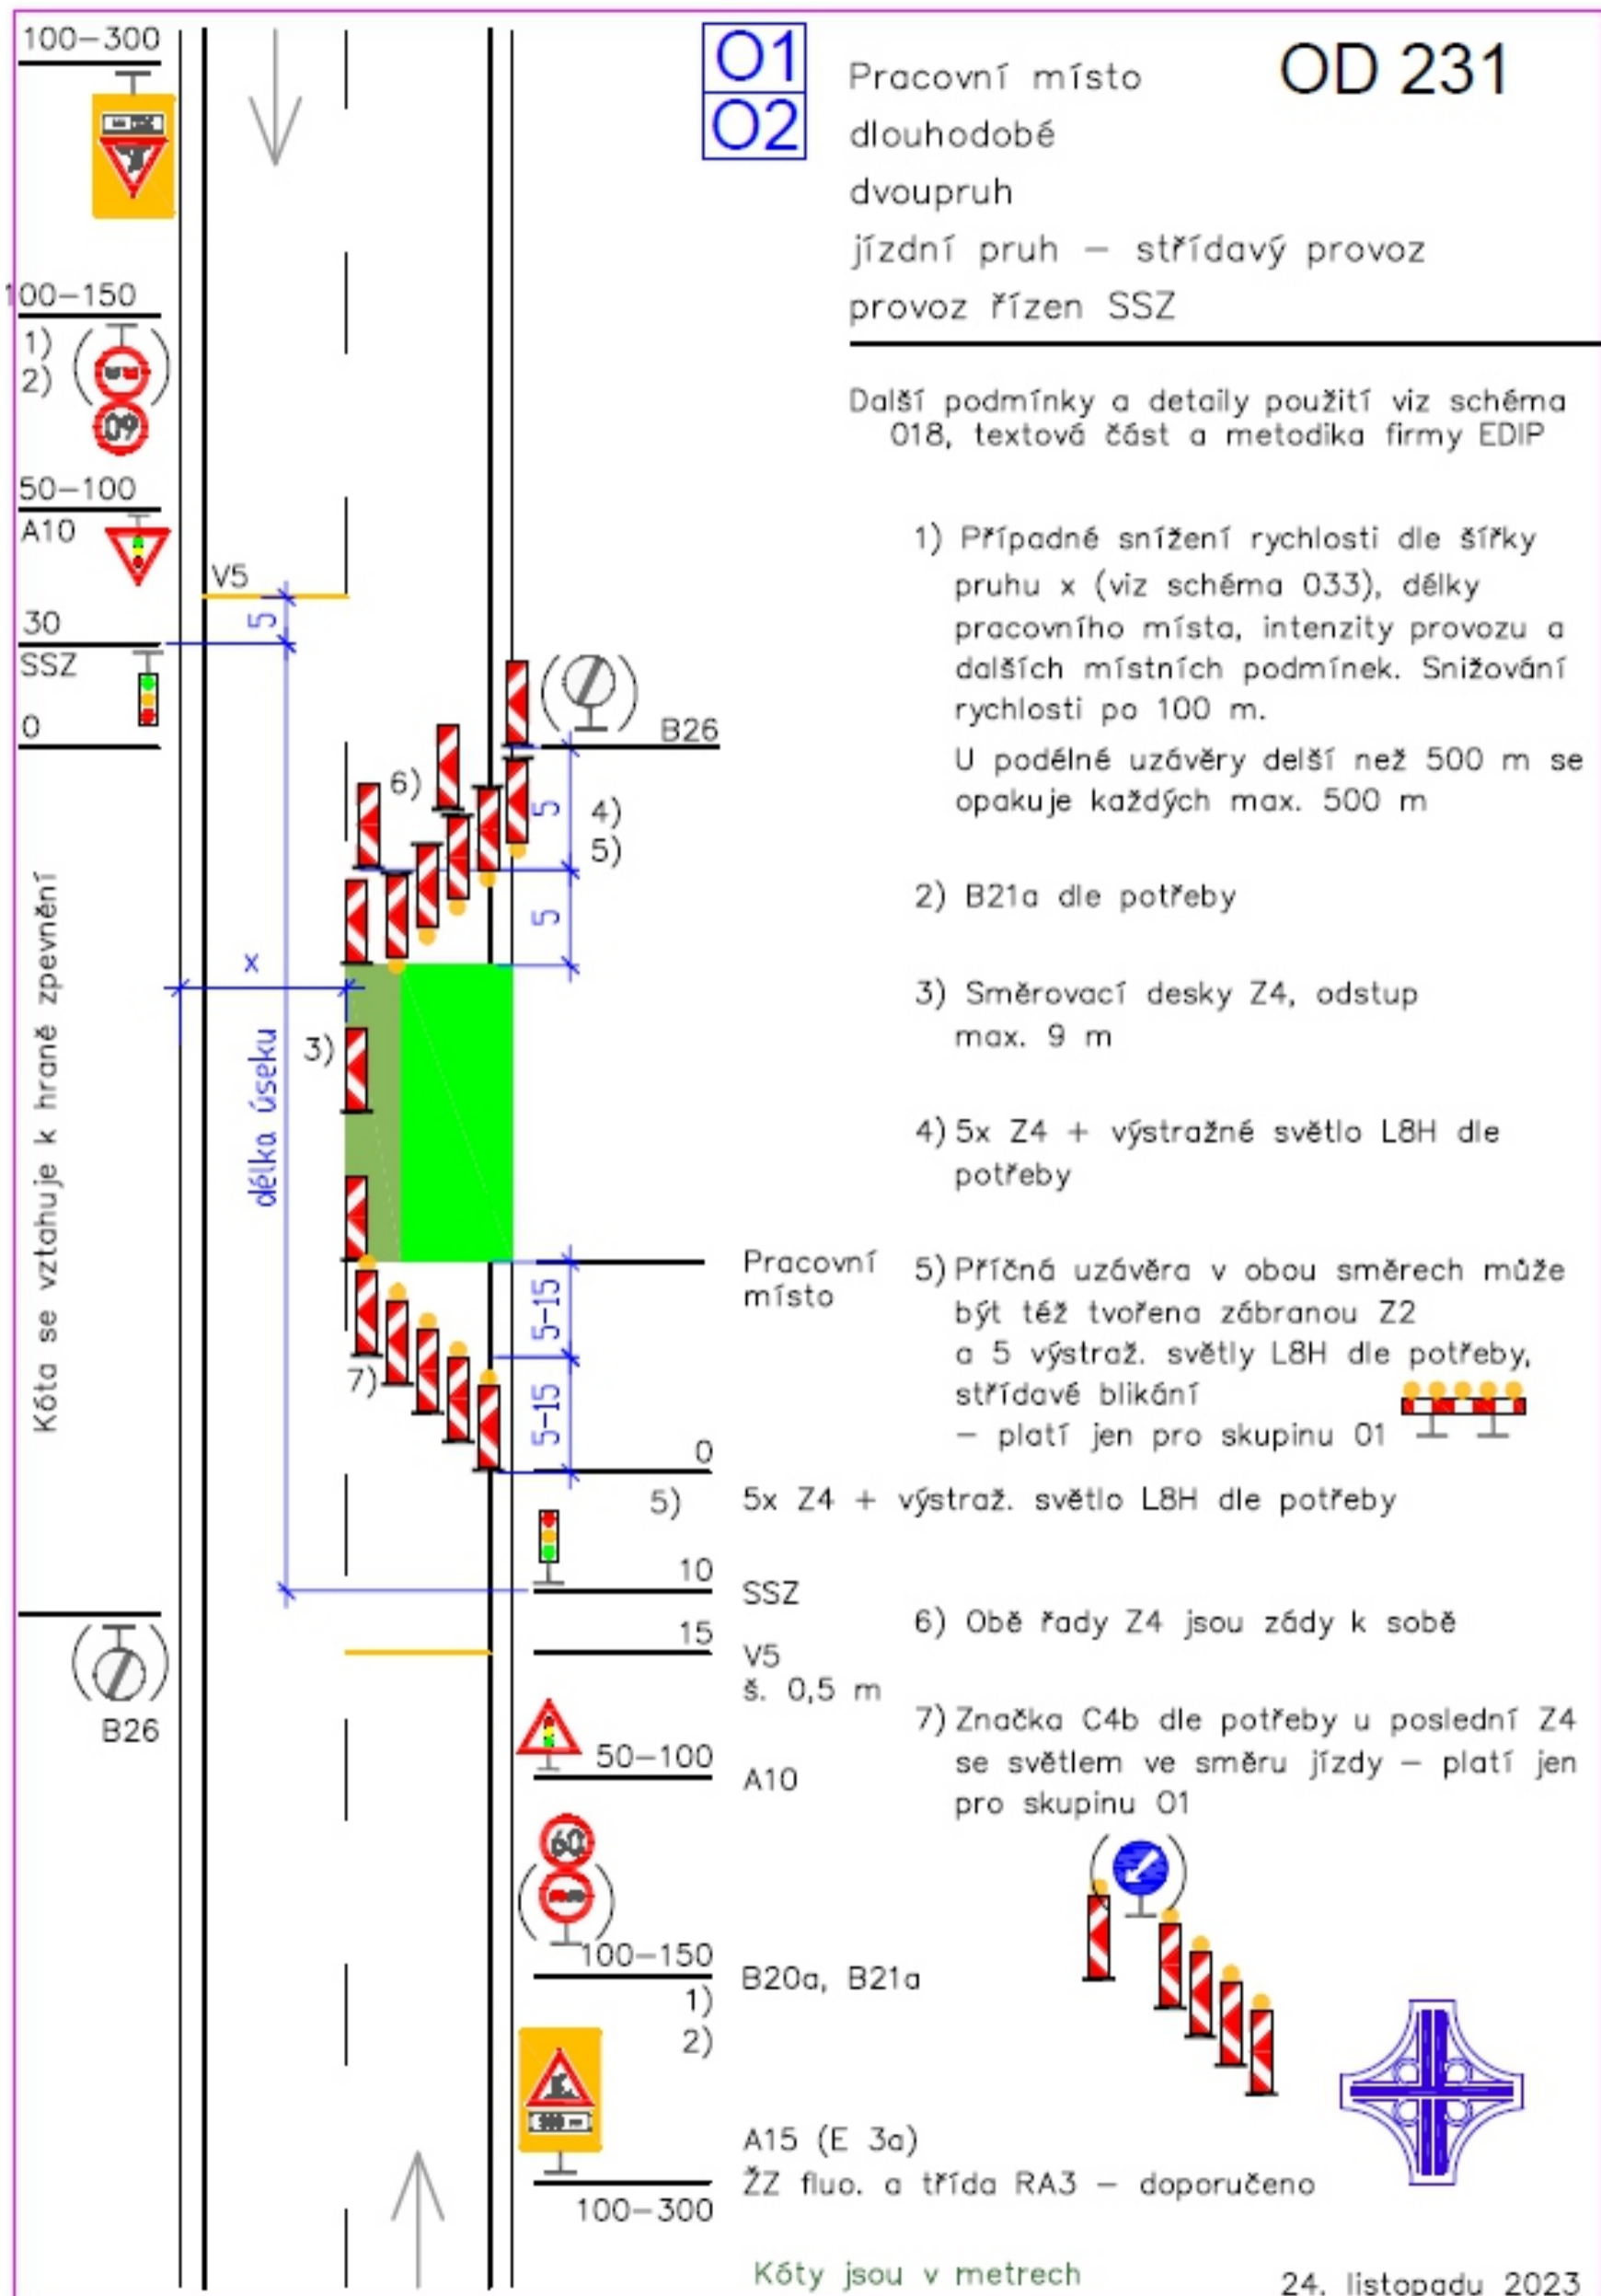 100-300
O1
O2
OD 231
Pracovní místo
dlouhodobé
dvoupruh
jízdní pruh – střídavý provoz
provoz řízen SSZ
Další podmínky a detaily použití viz schéma
018, textová část a metodika firmy EDIP
100-150
1)
2)
60
50-100
A10
V5
5
30
SSZ
0
B26
6)
5
4)
5)
5
x
3)
délka úseku
Kóta se vztahuje k hraně zpevnění
1) Případné snížení rychlosti dle šířky
pruhu x (viz schéma 033), délky
pracovního místa, intenzity provozu a
dalších místních podmínek. Snižování
rychlosti po 100 m.
U podélné uzávěry delší než 500 m se
opakuje každých max. 500 m
2) B21a dle potřeby
3) Směrovací desky Z4, odstup
max. 9 m
4) 5x Z4 + výstražné světlo L8H dle
potřeby
Pracovní
místo
5) Příčná uzávěra v obou směrech může
být též tvořena zábranou Z2
a 5 výstraž. světly L8H dle potřeby,
střídavé blikání
– platí jen pro skupinu 01
5-15
5-15
7)
0
5)
5x Z4 + výstraž. světlo L8H dle potřeby
10
SSZ
6) Obě řady Z4 jsou zády k sobě
15
V5
š. 0,5 m
B26
7) Značka C4b dle potřeby u poslední Z4
se světlem ve směru jízdy – platí jen
pro skupinu 01
50-100
A10
60
100-150
B20a, B21a
1)
2)
A15 (E 3a)
ŽZ fluo. a třída RA3 – doporučeno
100-300
Kóty jsou v metrech
24. listopadu 2023